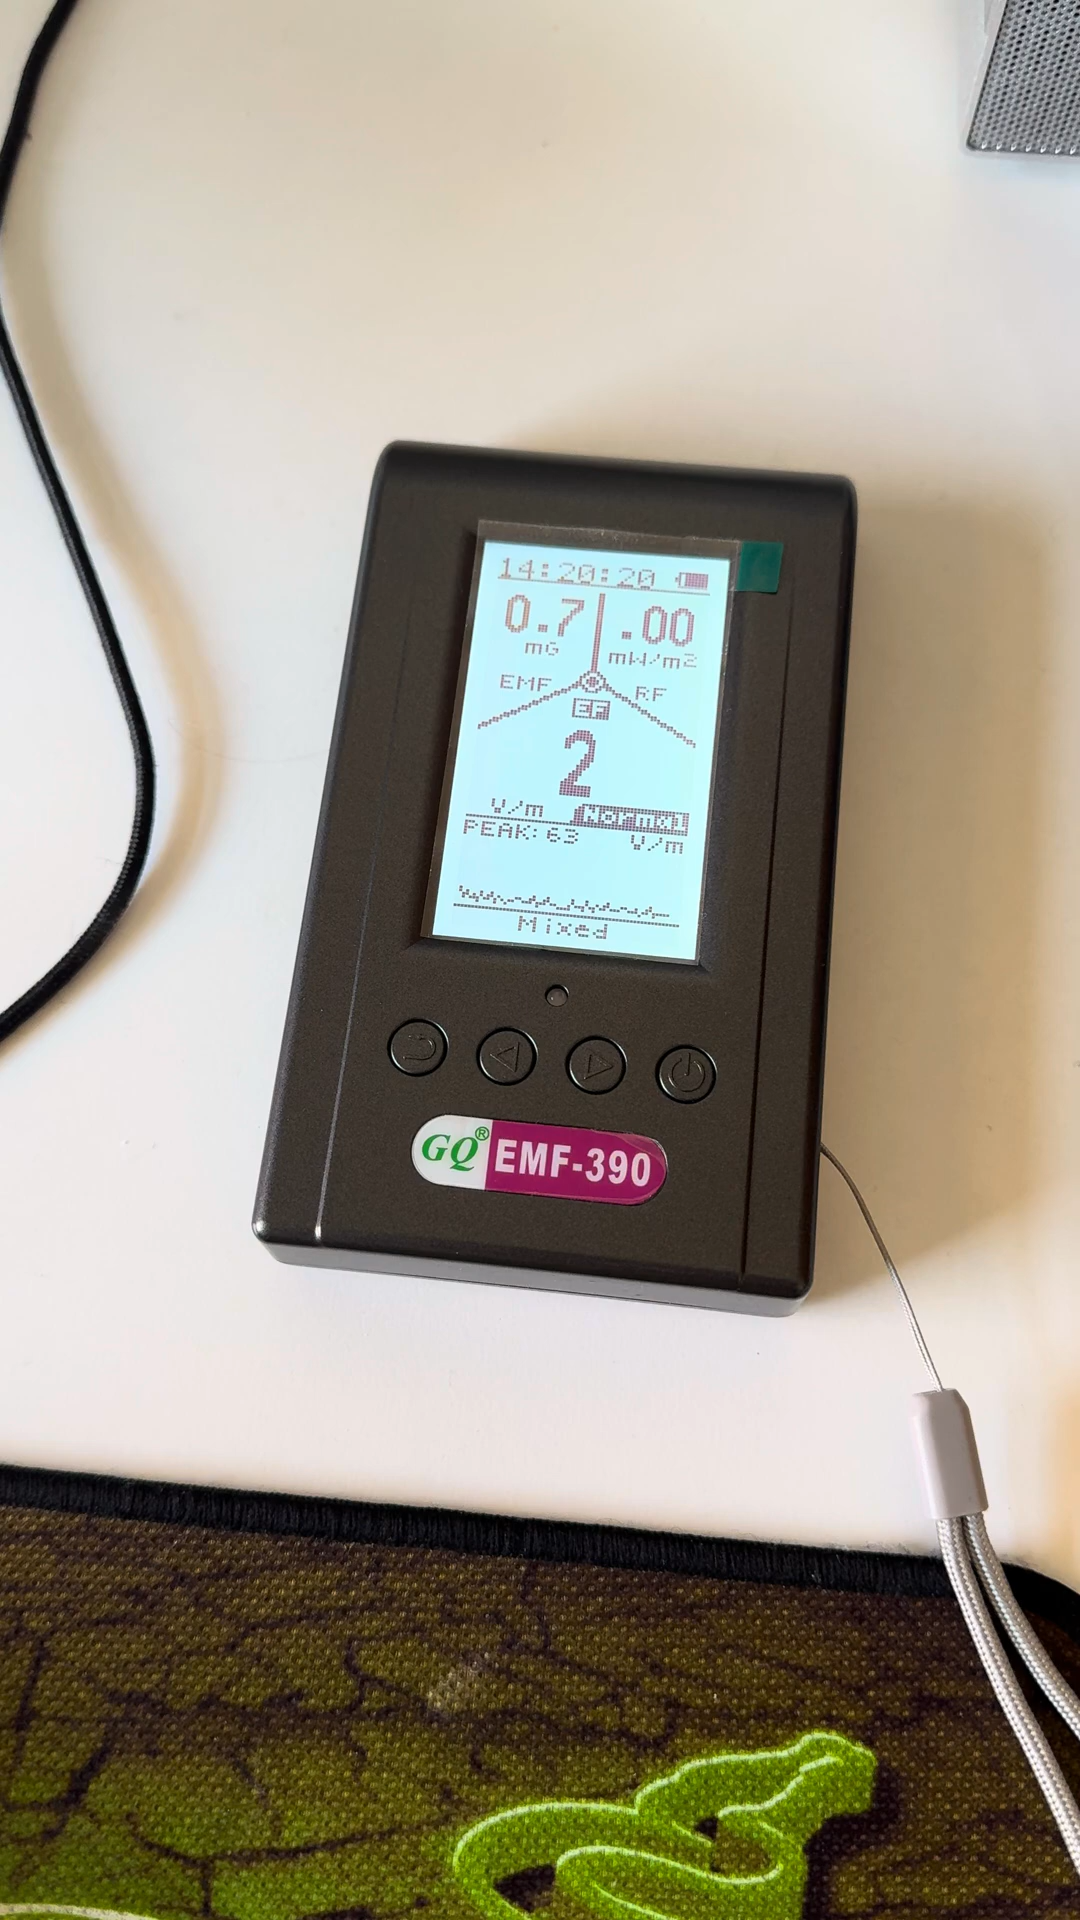 14:20:20
0.7 .00
mG mW/m2
EMF RF
EF
2
V/m Normal
PEAK: 63 V/m
Mixed
GQ® EMF-390